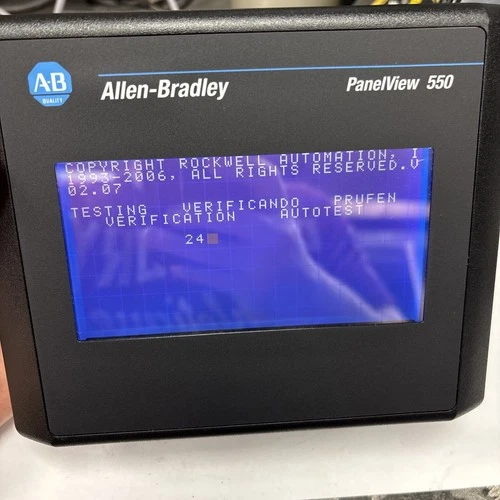 A-B
QUALITY
Allen-Bradley
PanelView 550
COPYRIGHT ROCKWELL AUTOMATION, I
1993-2006, ALL RIGHTS RESERVED.V
02.07
TESTING VERIFICANDO PRUFEN
VERIFICATION AUTOTEST
24